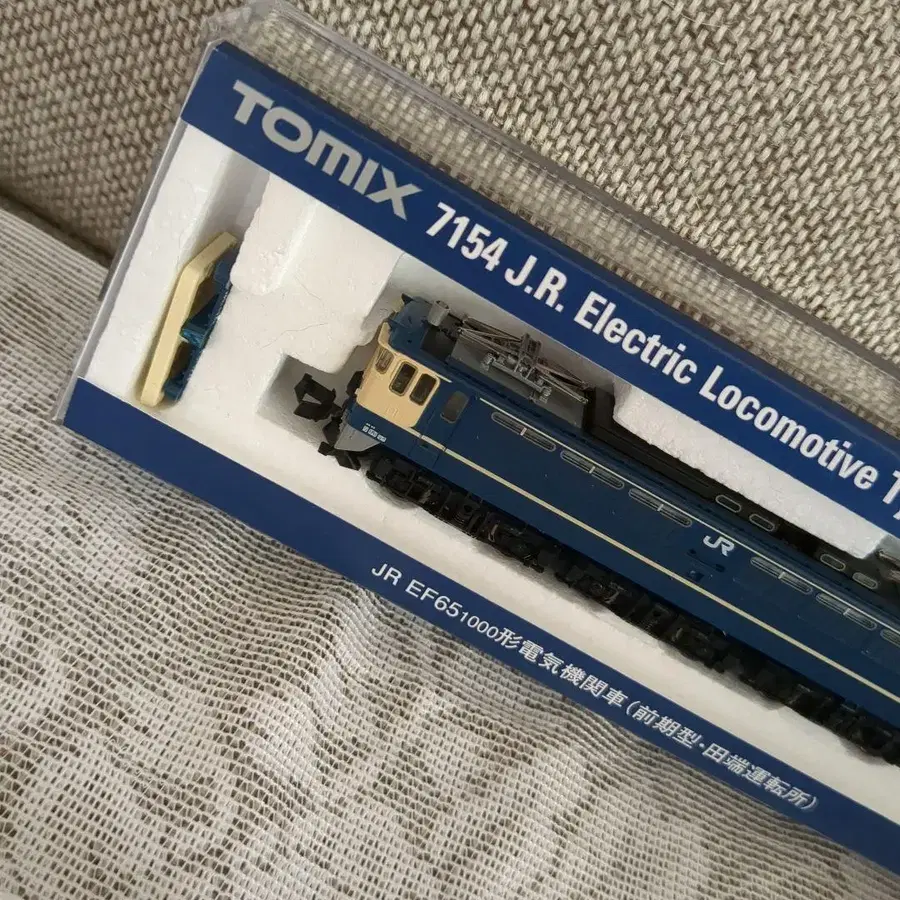 TOMIX
7154 J.R. Electric Locomotive
JR
JR EF651000形電気機関車(前期型・田端運転所)